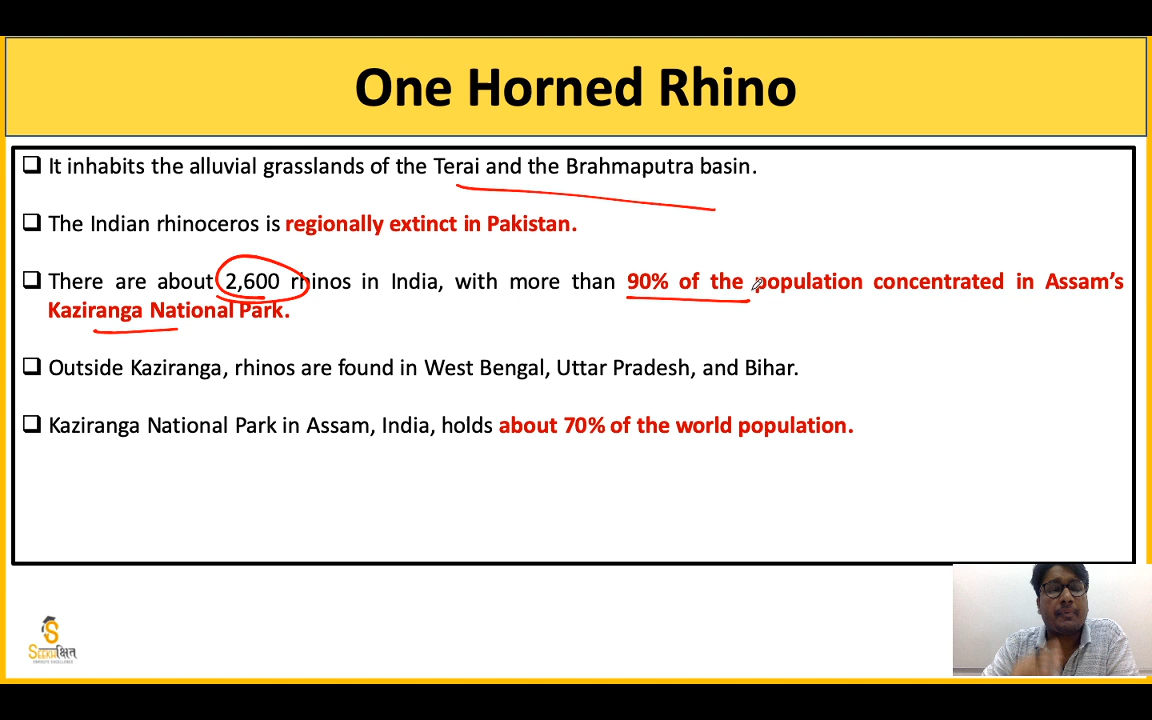 One Horned Rhino
❑ It inhabits the alluvial grasslands of the Terai and the Brahmaputra basin.
❑ The Indian rhinoceros is regionally extinct in Pakistan.
❑ There are about 2,600 rhinos in India, with more than 90% of the population concentrated in Assam's
Kaziranga National Park.
❑ Outside Kaziranga, rhinos are found in West Bengal, Uttar Pradesh, and Bihar.
❑ Kaziranga National Park in Assam, India, holds about 70% of the world population.
S
SEEKHक्षित